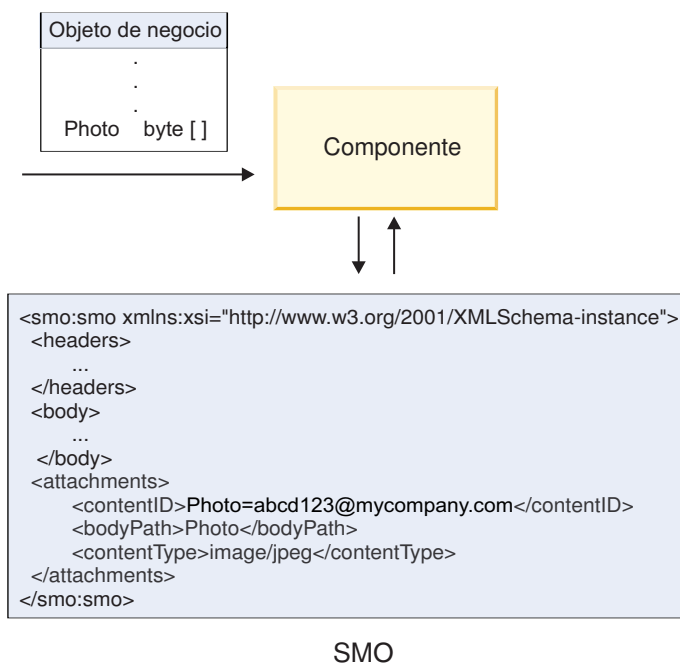 Objeto de negocio
.
.
.
Photo byte [ ]
Componente
<smo:smo xmlns:xsi="http://www.w3.org/2001/XMLSchema-instance">
<headers>
...
</headers>
<body>
...
</body>
<attachments>
<contentID>Photo=abcd123@mycompany.com</contentID>
<bodyPath>Photo</bodyPath>
<contentType>image/jpeg</contentType>
</attachments>
</smo:smo>
SMO